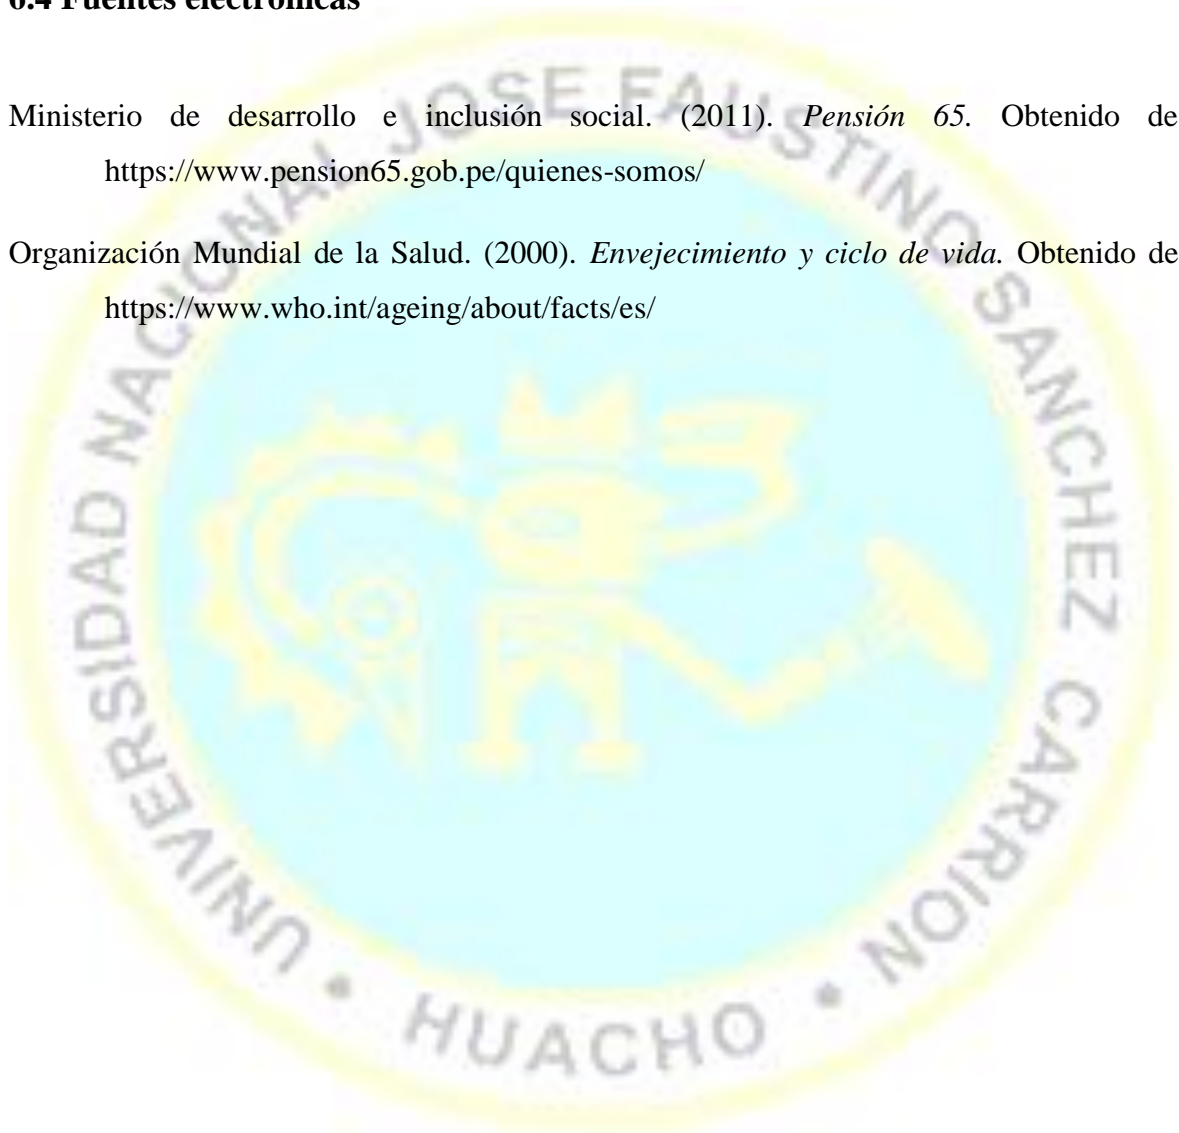 6.4 Fuentes electrónicas
Ministerio de desarrollo e inclusión social. (2011). Pensión 65. Obtenido de
https://www.pension65.gob.pe/quienes-somos/
Organización Mundial de la Salud. (2000). Envejecimiento y ciclo de vida. Obtenido de
https://www.who.int/ageing/about/facts/es/
UNIVERSIDAD NACIONAL JOSE FAUSTINO SANCHEZ CARRION • HUACHO •